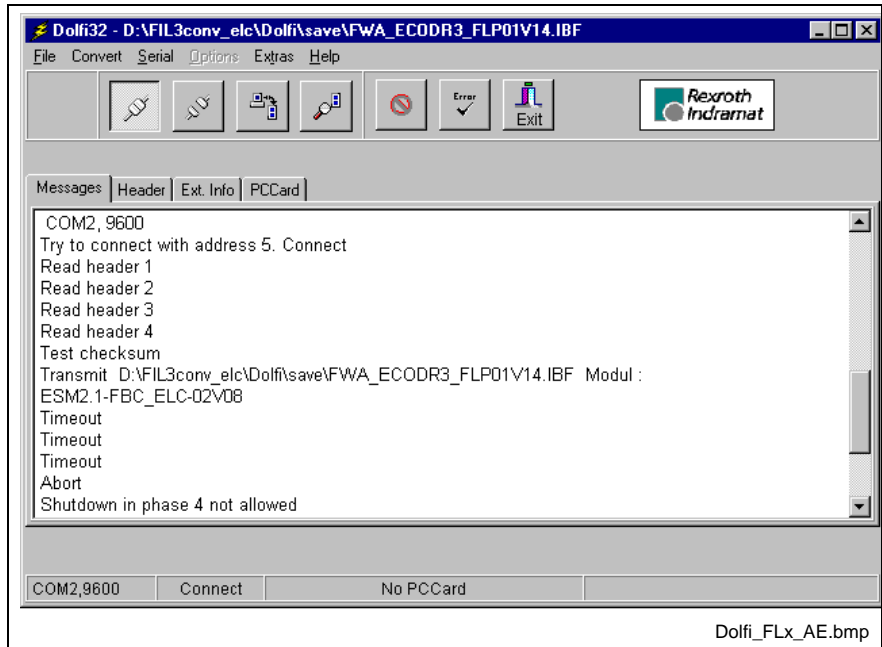 Dolfi32 - D:\FIL3conv_elc\Dolfi\save\FWA_ECODR3_FLP01V14.IBF
File Convert Serial Options Extras Help
Error
Exit
Rexroth
Indramat
Messages Header Ext. Info PCCard
COM2, 9600
Try to connect with address 5. Connect
Read header 1
Read header 2
Read header 3
Read header 4
Test checksum
Transmit D:\FIL3conv_elc\Dolfi\save\FWA_ECODR3_FLP01V14.IBF Modul :
ESM2.1-FBC_ELC-02V08
Timeout
Timeout
Timeout
Abort
Shutdown in phase 4 not allowed
COM2,9600 Connect No PCCard
Dolfi_FLx_AE.bmp